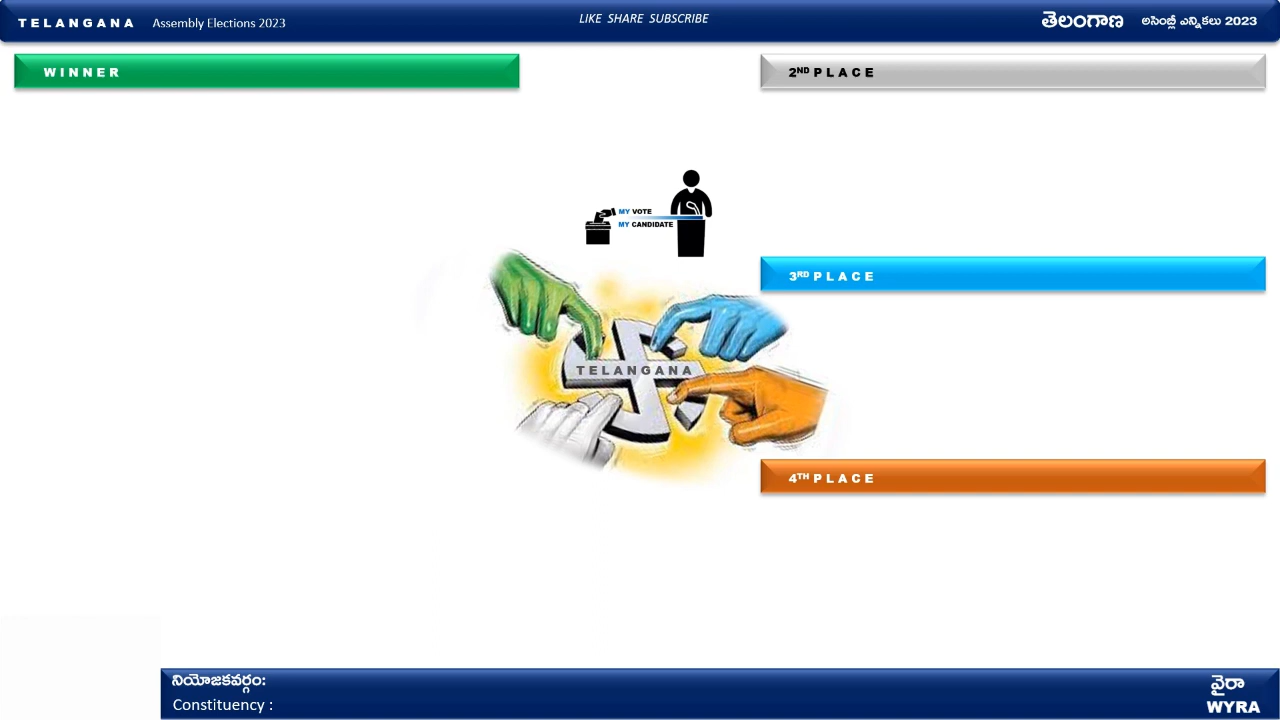 TELANGANA Assembly Elections 2023
LIKE SHARE SUBSCRIBE
తెలంగాణ అసెంబ్లీ ఎన్నికలు 2023
WINNER
2ND PLACE
MY VOTE
MY CANDIDATE
3RD PLACE
TELANGANA
4TH PLACE
నియోజకవర్గం:
వైరా
Constituency :
WYRA